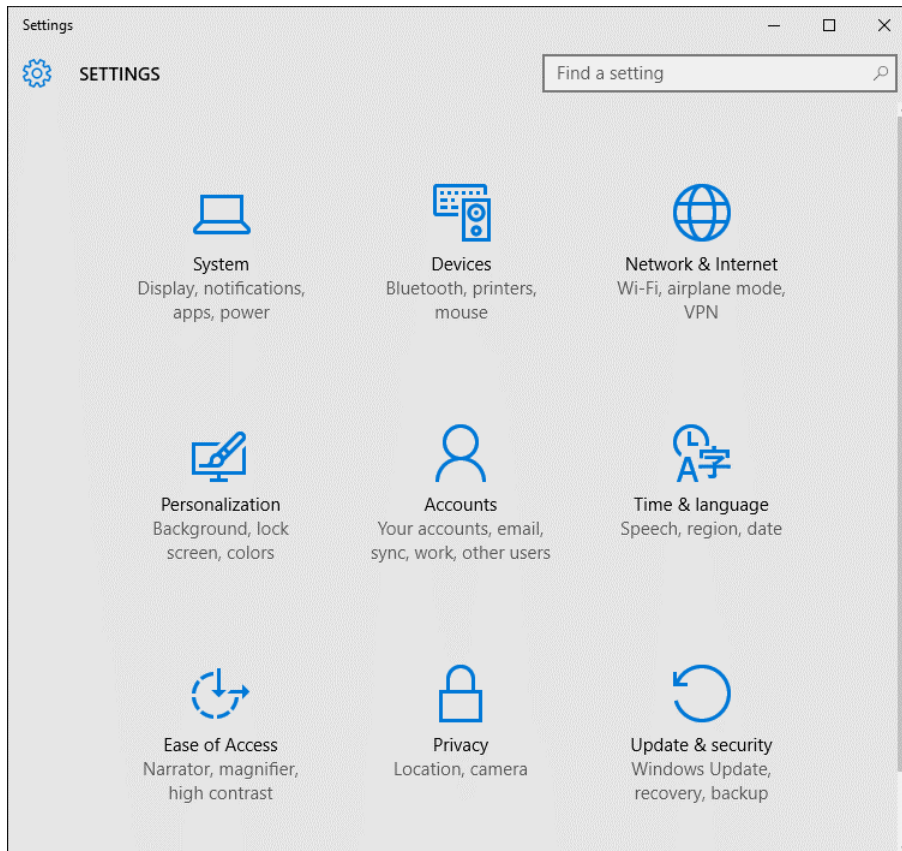 Settings
SETTINGS
Find a setting
System
Display, notifications,
apps, power
Devices
Bluetooth, printers,
mouse
Network & Internet
Wi-Fi, airplane mode,
VPN
Personalization
Background, lock
screen, colors
Accounts
Your accounts, email,
sync, work, other users
A字
Time & language
Speech, region, date
Ease of Access
Narrator, magnifier,
high contrast
Privacy
Location, camera
Update & security
Windows Update,
recovery, backup